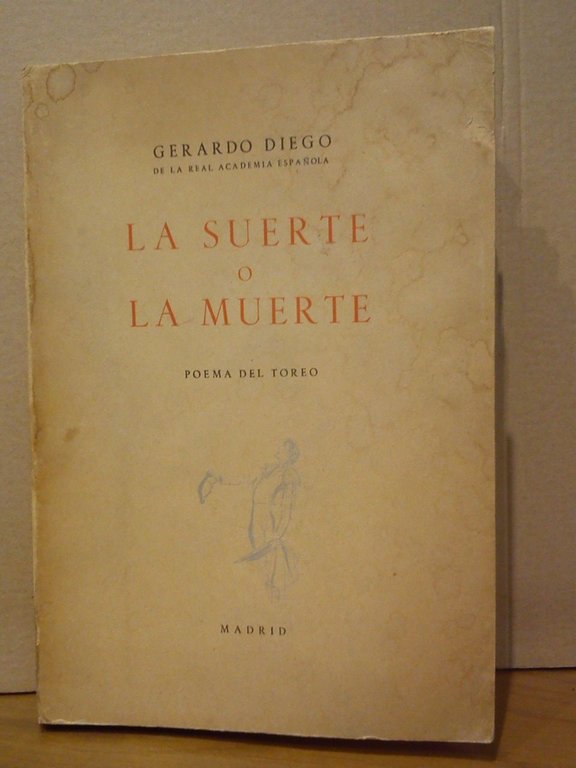 GERARDO DIEGO
DE LA REAL ACADEMIA ESPAÑOLA
LA SUERTE
O
LA MUERTE
POEMA DEL TOREO
MADRID